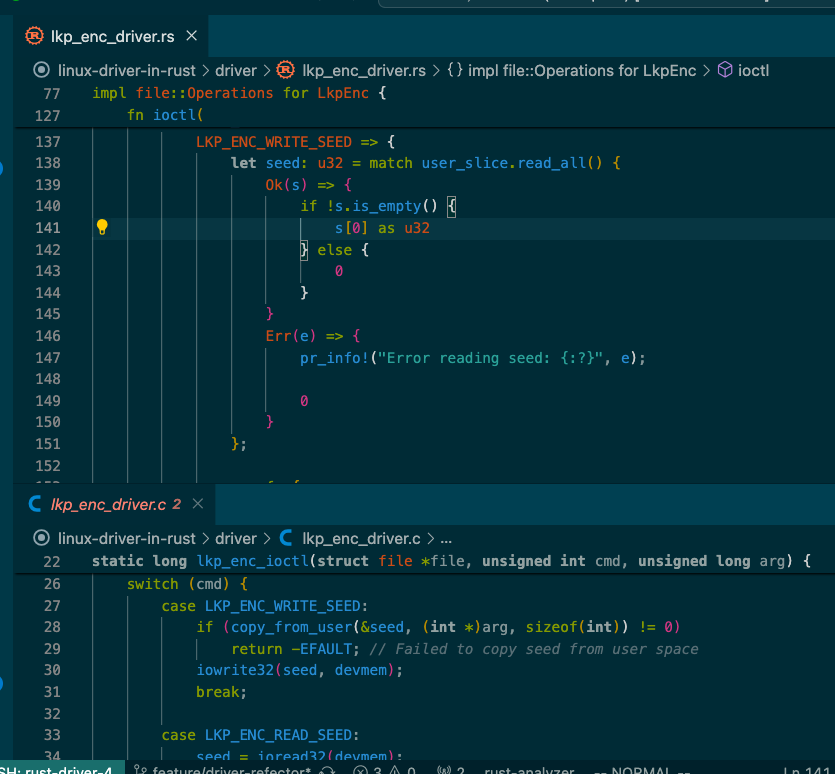 lkp_enc_driver.rs
linux-driver-in-rust > driver > lkp_enc_driver.rs > {} impl file::Operations for LkpEnc > ioctl
77 impl file::Operations for LkpEnc {
127 fn ioctl(
137 LKP_ENC_WRITE_SEED => {
138 let seed: u32 = match user_slice.read_all() {
139 Ok(s) => {
140 if !s.is_empty() {
141 s[0] as u32
142 } else {
143 0
144 }
145 }
146 Err(e) => {
147 pr_info!("Error reading seed: {:?}", e);
148
149 0
150 }
151 };
152
lkp_enc_driver.c 2
linux-driver-in-rust > driver > lkp_enc_driver.c > ...
22 static long lkp_enc_ioctl(struct file *file, unsigned int cmd, unsigned long arg) {
26 switch (cmd) {
27 case LKP_ENC_WRITE_SEED:
28 if (copy_from_user(&seed, (int *)arg, sizeof(int)) != 0)
29 return -EFAULT; // Failed to copy seed from user space
30 iowrite32(seed, devmem);
31 break;
32
33 case LKP_ENC_READ_SEED:
34 seed = ioread32(devmem);
SH: rust-driver-4 feature/driver-refector* 3 0 2 rust-analyzer -- NORMAL -- Ln 141